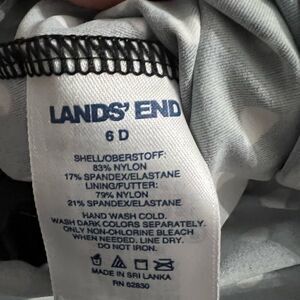 LANDS' END
6 D
SHELL/OBERSTOFF:
83% NYLON
17% SPANDEX/ELASTANE
LINING/FUTTER:
79% NYLON
21% SPANDEX/ELASTANE
HAND WASH COLD.
WASH DARK COLORS SEPARATELY.
ONLY NON-CHLORINE BLEACH
WHEN NEEDED. LINE DRY.
DO NOT IRON.
MADE IN SRI LANKA
RN 62830